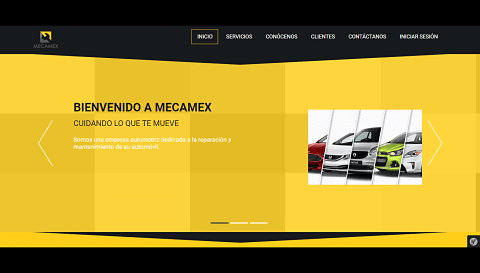 MECAMEX
INICIO
SERVICIOS
CONÓCENOS
CLIENTES
CONTÁCTANOS
INICIAR SESIÓN
BIENVENIDO A MECAMEX
CUIDANDO LO QUE TE MUEVE
Somos una empresa automotriz dedicada a la reparación y
mantenimiento de su automóvil.